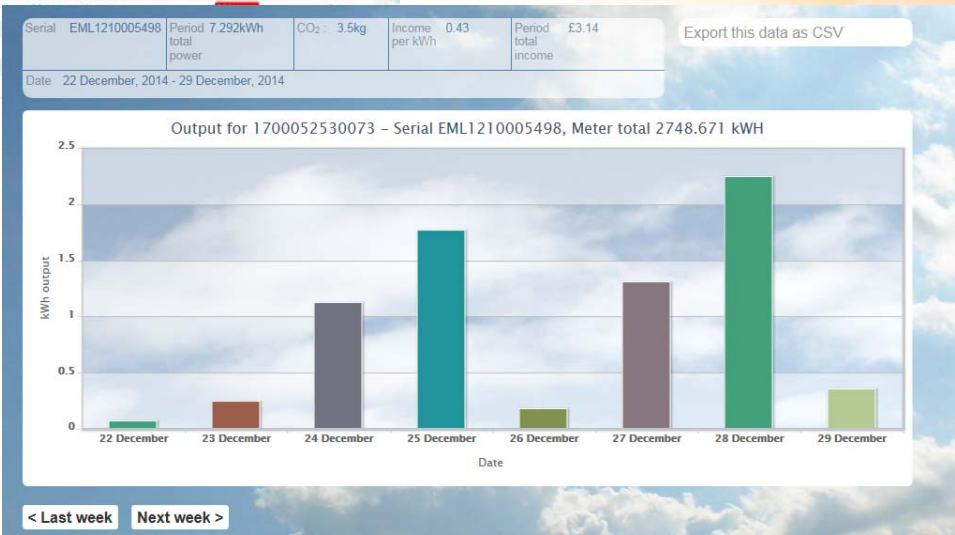 Serial EML1210005498 Period total power 7.292kWh CO₂ : 3.5kg Income per kWh 0.43 Period total income £3.14
Export this data as CSV
Date 22 December, 2014 - 29 December, 2014
Output for 1700052530073 – Serial EML1210005498, Meter total 2748.671 kWH
2.5
2
1.5
1
0.5
0
kWh output
22 December 23 December 24 December 25 December 26 December 27 December 28 December 29 December
Date
< Last week Next week >